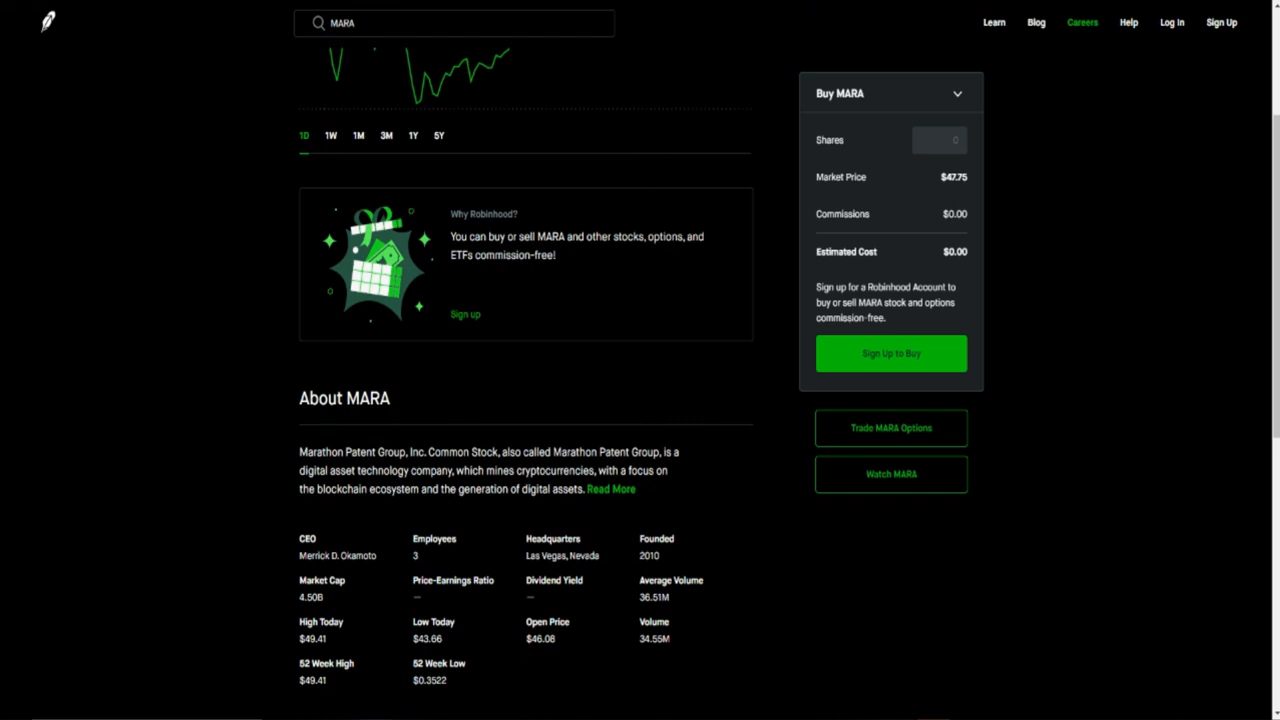 MARA
Learn Blog Careers Help Log In Sign Up
1D 1W 1M 3M 1Y 5Y
Why Robinhood?
You can buy or sell MARA and other stocks, options, and
ETFs commission-free!
Sign up
Buy MARA
Shares 0
Market Price $47.75
Commissions $0.00
Estimated Cost $0.00
Sign up for a Robinhood Account to
buy or sell MARA stock and options
commission-free.
Sign Up to Buy
Trade MARA Options
Watch MARA
About MARA
Marathon Patent Group, Inc. Common Stock, also called Marathon Patent Group, is a
digital asset technology company, which mines cryptocurrencies, with a focus on
the blockchain ecosystem and the generation of digital assets. Read More
CEO Employees Headquarters Founded
Merrick D. Okamoto 3 Las Vegas, Nevada 2010
Market Cap Price-Earnings Ratio Dividend Yield Average Volume
4.50B — — 36.51M
High Today Low Today Open Price Volume
$49.41 $43.66 $46.08 34.55M
52 Week High 52 Week Low
$49.41 $0.3522